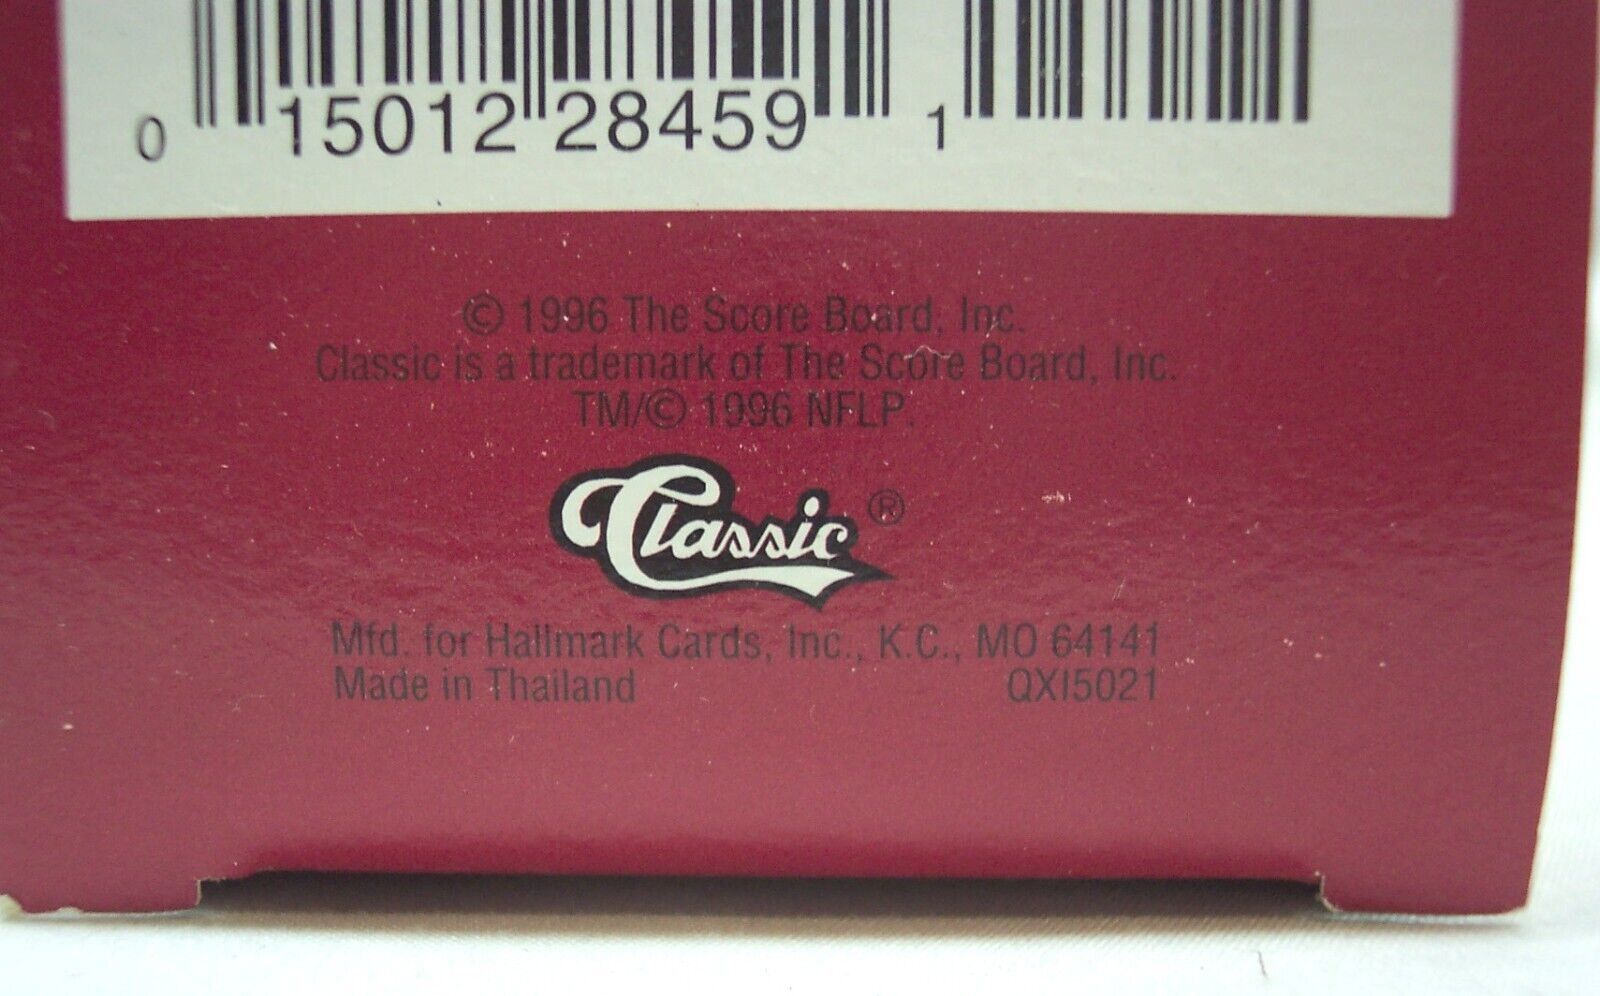 0 15012 28459 1
© 1996 The Score Board, Inc.
Classic is a trademark of The Score Board, Inc.
TM/© 1996 NFLP.
Classic ®
Mfd. for Hallmark Cards, Inc., K.C., MO 64141
Made in Thailand QXI5021